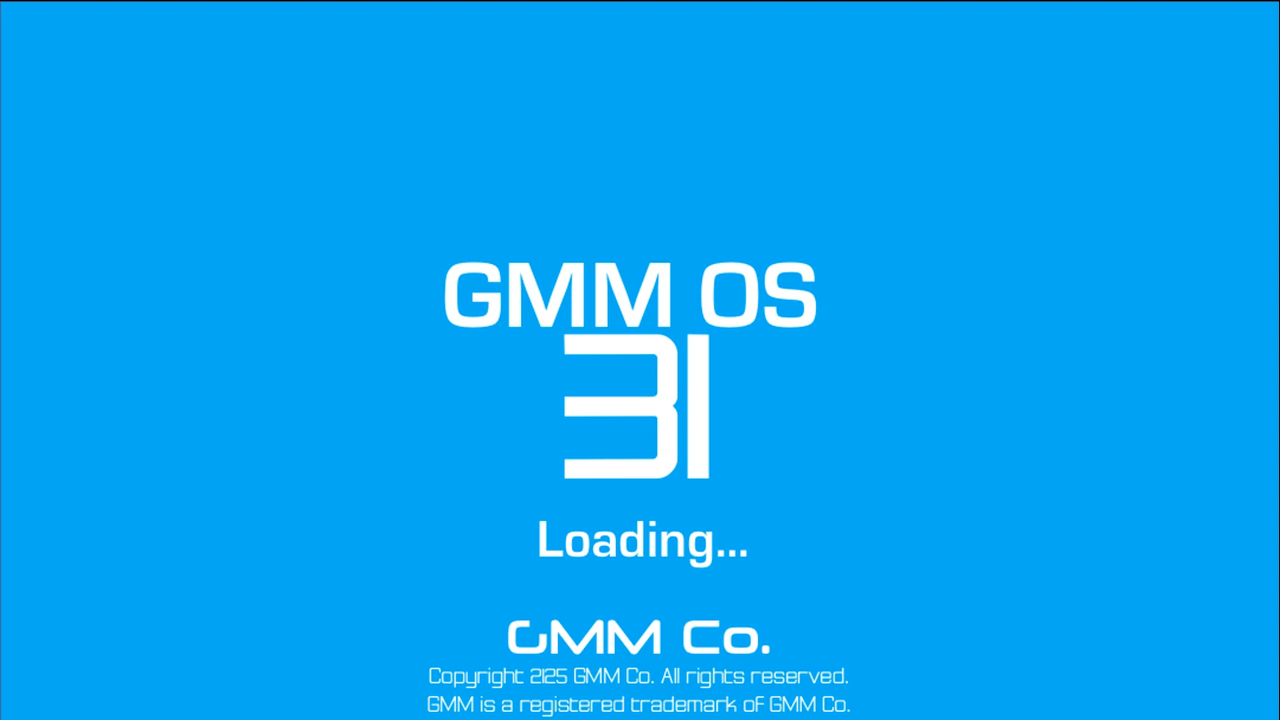 GMM OS
31
Loading...
GMM Co.
Copyright 2125 GMM Co. All rights reserved.
GMM is a registered trademark of GMM Co.